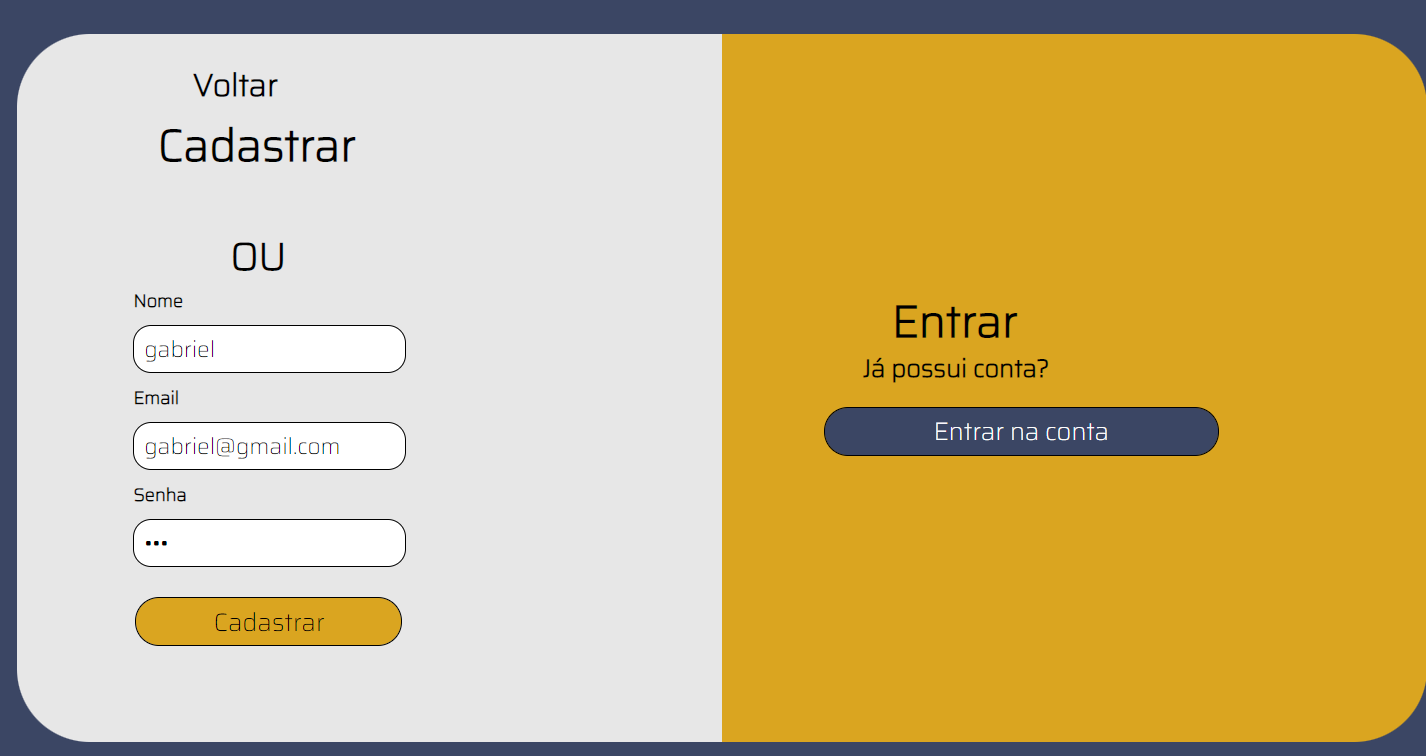 Voltar
Cadastrar
OU
Nome
gabriel
Email
gabriel@gmail.com
Senha
•••
Cadastrar
Entrar
Já possui conta?
Entrar na conta